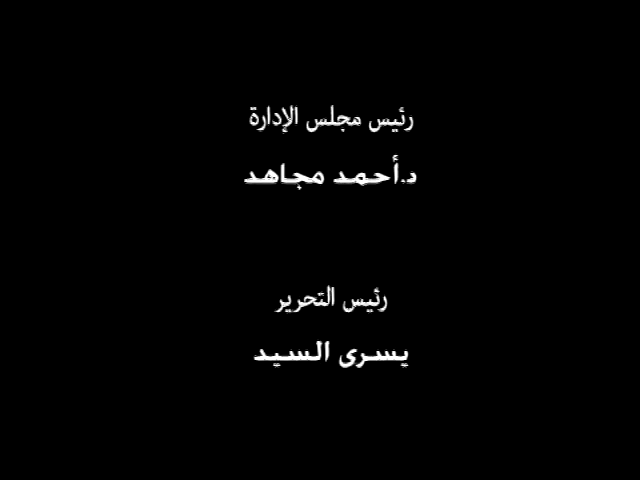 رئيس مجلس الإدارة
د.أحمد مجاهد
رئيس التحرير
يسرى السيد